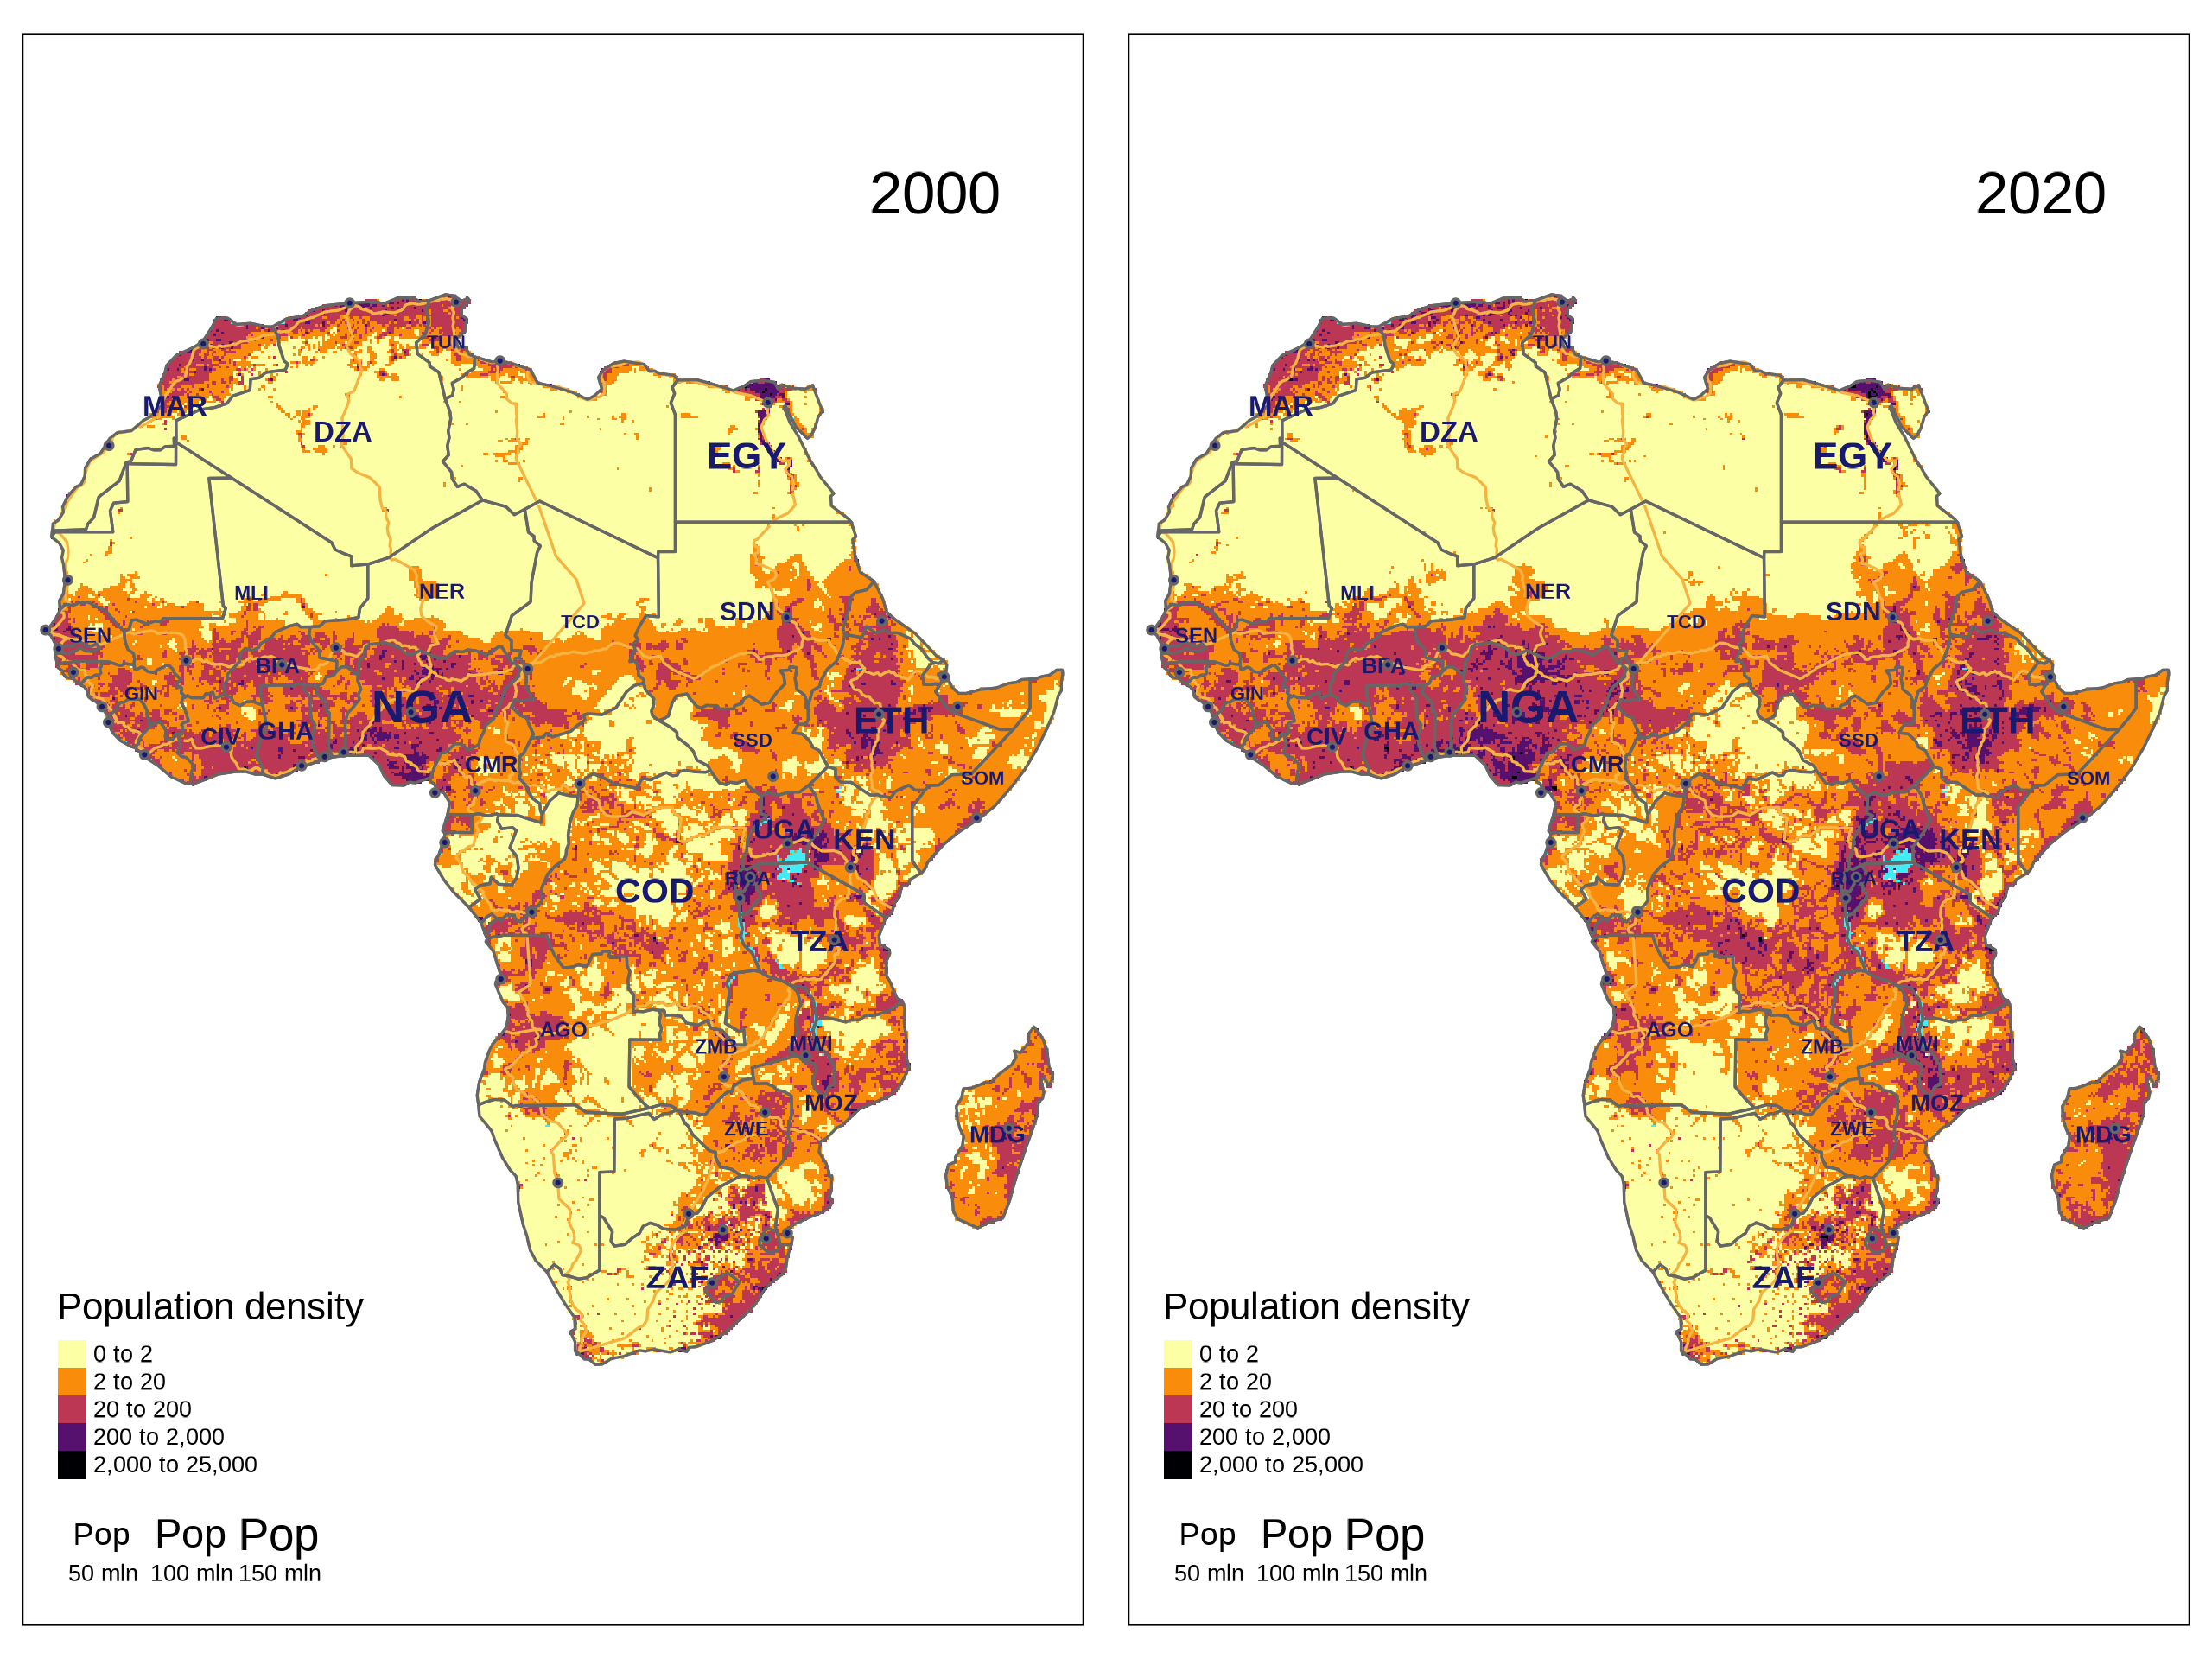 2000
TUN
MAR
DZA
EGY
MLI
NER
TCD
SDN
SEN
BFA
GIN
NGA
CIV
GHA
ETH
SSD
CMR
SOM
UGA
KEN
RWA
COD
TZA
AGO
ZMB
MWI
MOZ
ZWE
MDG
ZAF
Population density
0 to 2
2 to 20
20 to 200
200 to 2,000
2,000 to 25,000
Pop Pop Pop
50 mln 100 mln 150 mln
2020
TUN
MAR
DZA
EGY
MLI
NER
TCD
SDN
SEN
BFA
GIN
NGA
CIV
GHA
ETH
SSD
CMR
SOM
UGA
KEN
RWA
COD
TZA
AGO
ZMB
MWI
MOZ
ZWE
MDG
ZAF
Population density
0 to 2
2 to 20
20 to 200
200 to 2,000
2,000 to 25,000
Pop Pop Pop
50 mln 100 mln 150 mln